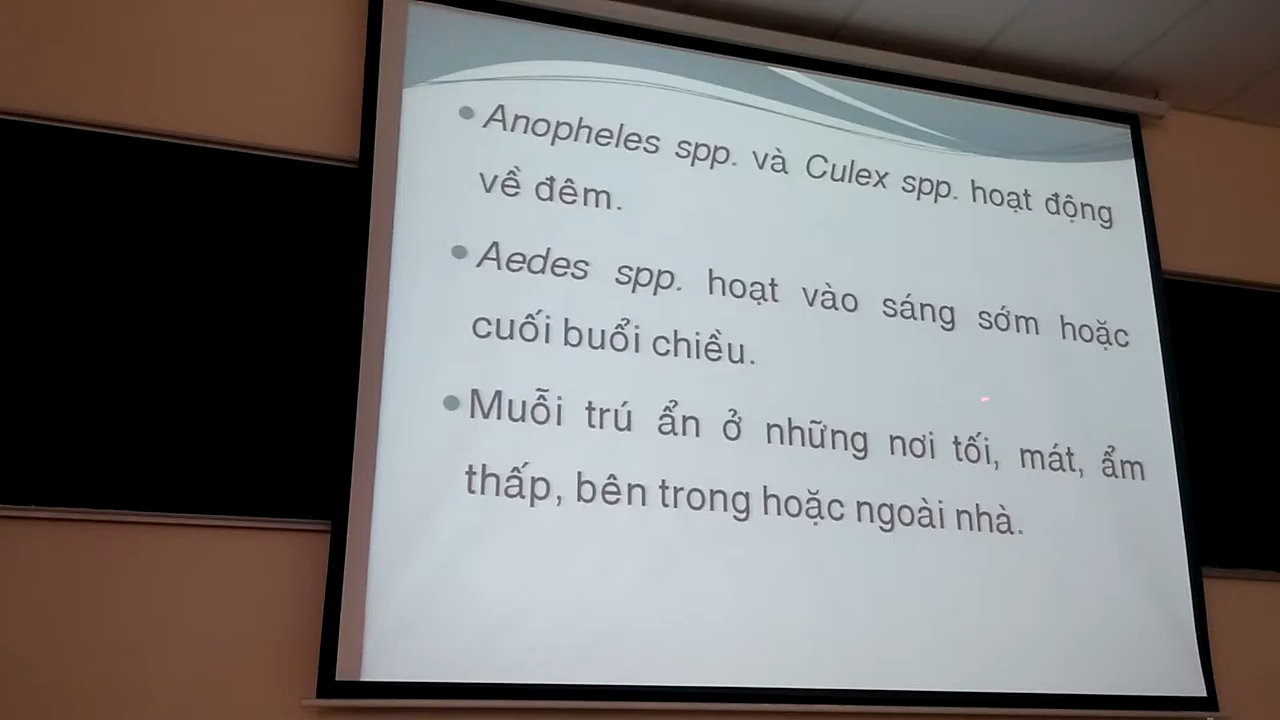 • Anopheles spp. và Culex spp. hoạt động
về đêm.
• Aedes spp. hoạt vào sáng sớm hoặc
cuối buổi chiều.
• Muỗi trú ẩn ở những nơi tối, mát, ẩm
thấp, bên trong hoặc ngoài nhà.